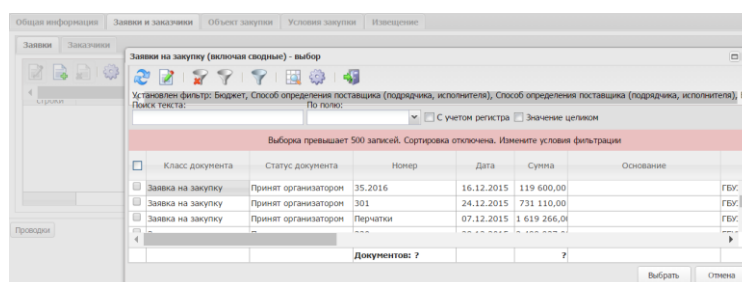 Общая информация Заявки и заказчики Объект закупки Условия закупки Извещение
Заявки Заказчики
Заявки на закупку (включая сводные) - выбор
Установлен фильтр: Бюджет, Способ определения поставщика (подрядчика, исполнителя), Способ определения поставщика (подрядчика, исполнителя),
Поиск текста: По полю:
С учетом регистра Значение целиком
Выборка превышает 500 записей. Сортировка отключена. Измените условия фильтрации
Класс документа Статус документа Номер Дата Сумма Основание
Заявка на закупку Принят организатором 35.2016 16.12.2015 119 600,00 ГБУ
Заявка на закупку Принят организатором 301 24.12.2015 731 110,00 ГБУ
Заявка на закупку Принят организатором Перчатки 07.12.2015 1 619 266,0 ГБУ
Документов: ? ?
Проводки
Выбрать Отмена